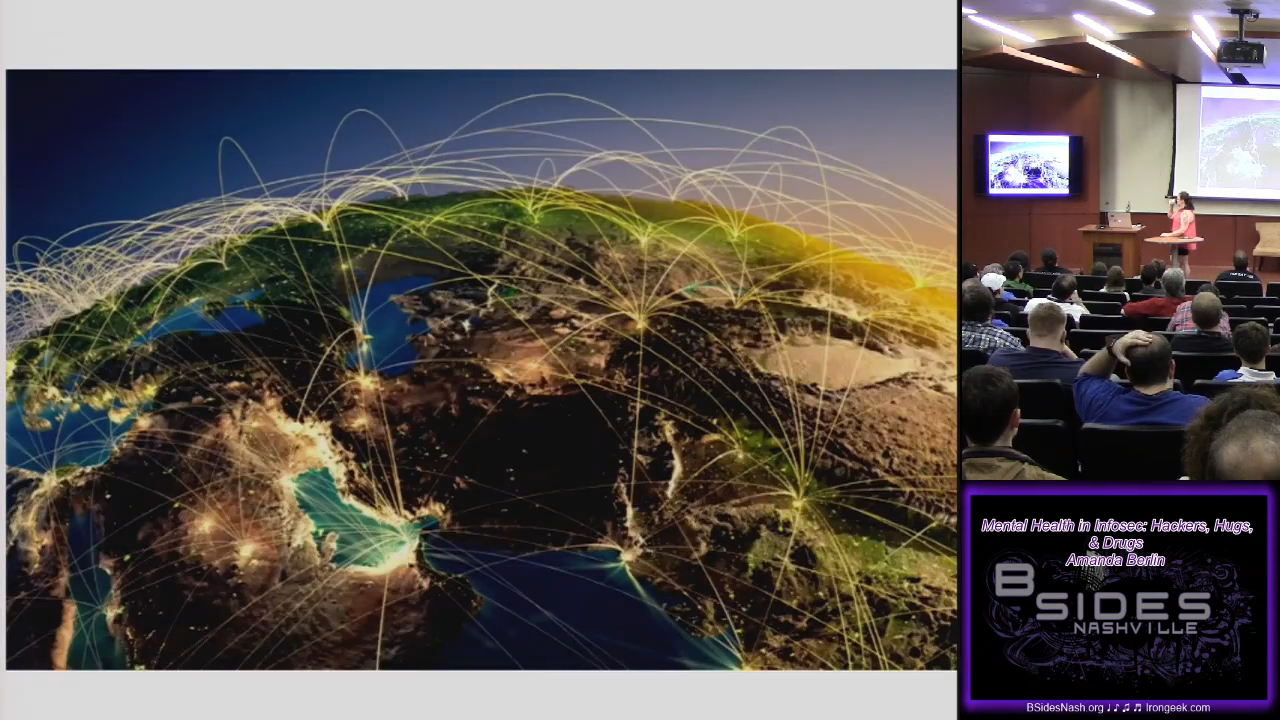 Mental Health in Infosec: Hackers, Hugs,
& Drugs
Amanda Berlin
BSIDES
NASHVILLE
BSidesNash.org ♩ ♪ ♫ ♬ Irongeek.com